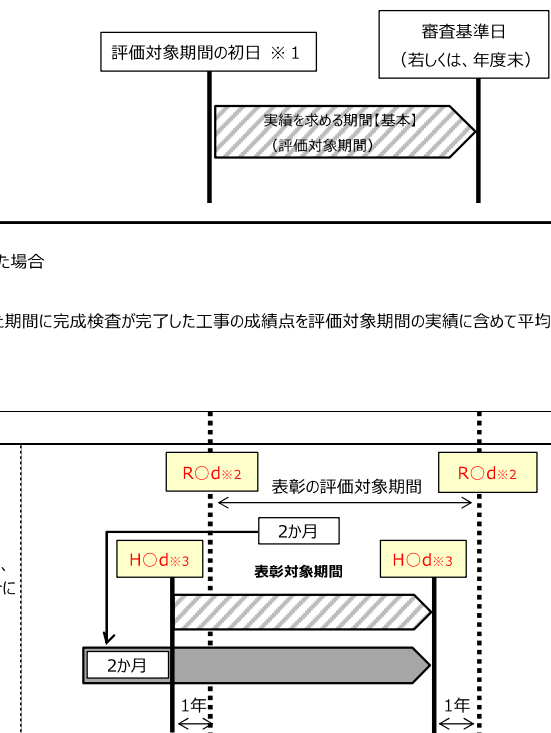 審査基準日
（若しくは、年度末）
評価対象期間の初日 ※１
実績を求める期間【基本】
（評価対象期間）
た場合
た期間に完成検査が完了した工事の成績点を評価対象期間の実績に含めて平均
R〇d※2
R〇d※2
表彰の評価対象期間
2か月
H〇d※3
H〇d※3
表彰対象期間
、
合に
2か月
1年
1年